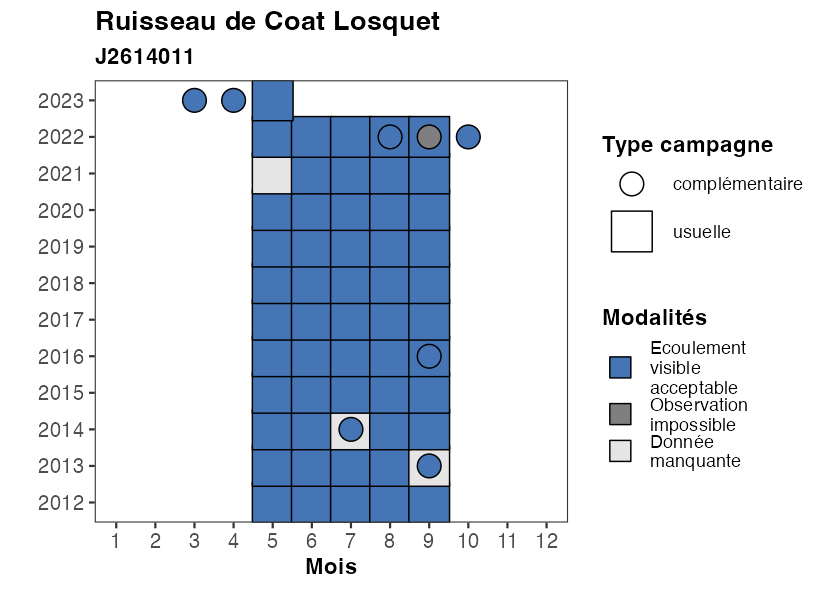 Ruisseau de Coat Losquet
J2614011
2023
2022
2021
2020
2019
2018
2017
2016
2015
2014
2013
2012
1 2 3 4 5 6 7 8 9 10 11 12
Mois
Type campagne
complémentaire
usuelle
Modalités
Ecoulement
visible
acceptable
Observation
impossible
Donnée
manquante